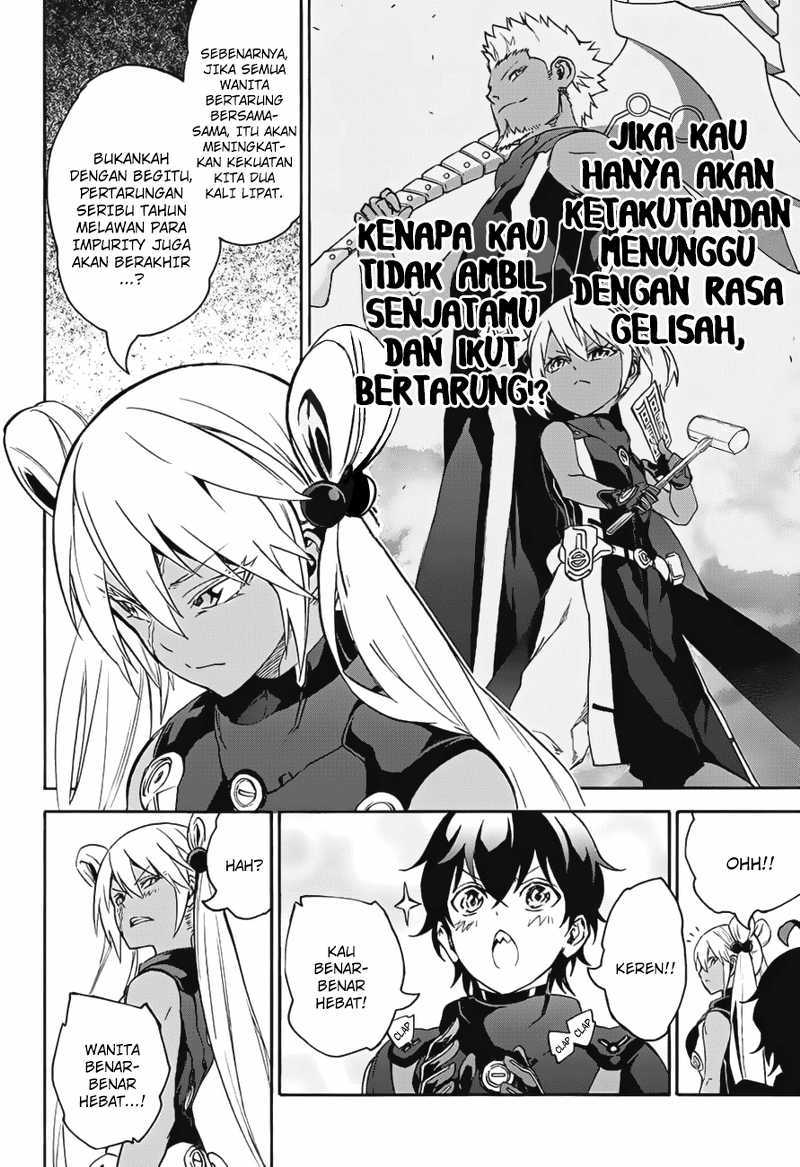 JIKA KAU
HANYA AKAN
KETAKUTANDAN
MENUNGGU
DENGAN RASA
GELISAH,
KENAPA KAU
TIDAK AMBIL
SENJATAMU
DAN IKUT
BERTARUNG!?
SEBENARNYA,
JIKA SEMUA
WANITA
BERTARUNG
BERSAMA-
SAMA, ITU AKAN
MENINGKAT-
KAN KEKUATAN
KITA DUA
KALI LIPAT.
BUKANKAH
DENGAN BEGITU,
PERTARUNGAN
SERIBU TAHUN
MELAWAN PARA
IMPURITY JUGA
AKAN BERAKHIR
...?
OHH!!
KEREN!!
KAU
BENAR-
BENAR
HEBAT!
CLAP
CLAP
CLAP
HAH?
WANITA
BENAR-
BENAR
HEBAT...!